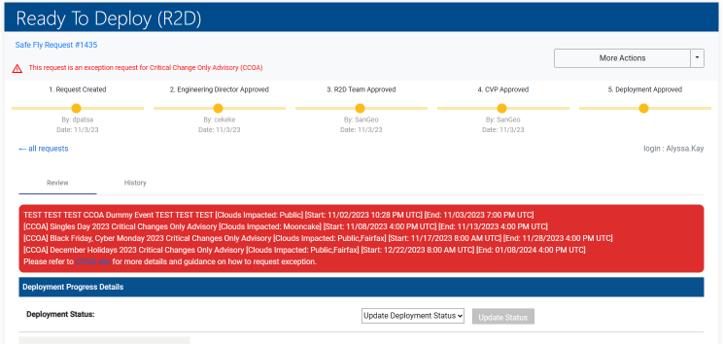 Ready To Deploy (R2D)
Safe Fly Request #1435
More Actions
This request is an exception request for Critical Change Only Advisory (CCOA)
1. Request Created
2. Engineering Director Approved
3. R2D Team Approved
4. CVP Approved
5. Deployment Approved
By: dpatsa
By: cekeke
By: SanGeo
By: SanGeo
Date: 11/3/23
Date: 11/3/23
Date: 11/3/23
Date: 11/3/23
← all requests
login : Alyssa.Kay
Review
History
TEST TEST TEST CCOA Dummy Event TEST TEST TEST [Clouds Impacted: Public] [Start: 11/02/2023 10:28 PM UTC] [End: 11/03/2023 7:00 PM UTC]
[CCOA] Singles Day 2023 Critical Changes Only Advisory [Clouds Impacted: Mooncake] [Start: 11/08/2023 4:00 PM UTC] [End: 11/13/2023 4:00 PM UTC]
[CCOA] Black Friday, Cyber Monday 2023 Critical Changes Only Advisory [Clouds Impacted: Public,Fairfax] [Start: 11/17/2023 8:00 AM UTC] [End: 11/28/2023 4:00 PM UTC]
[CCOA] December Holidays 2023 Critical Changes Only Advisory [Clouds Impacted: Public,Fairfax] [Start: 12/22/2023 8:00 AM UTC] [End: 01/08/2024 4:00 PM UTC]
Please refer to for more details and guidance on how to request exception.
Deployment Progress Details
Deployment Status:
Update Deployment Status
Update Status